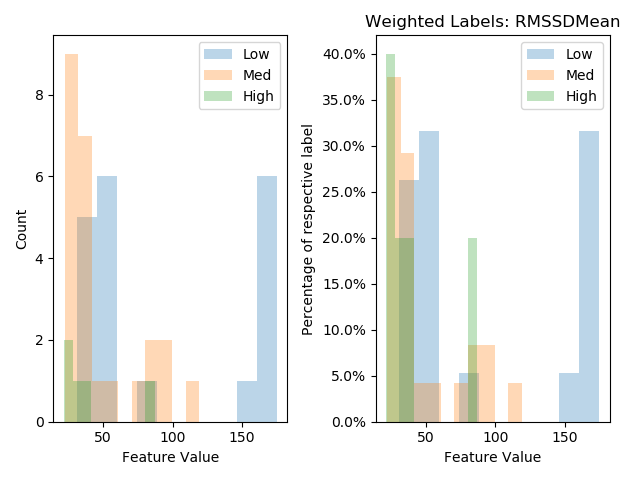 Weighted Labels: RMSSDMean
Low
Med
High
8
6
4
2
0
Count
50
100
150
Feature Value
Low
Med
High
40.0%
35.0%
30.0%
25.0%
20.0%
15.0%
10.0%
5.0%
0.0%
Percentage of respective label
50
100
150
Feature Value